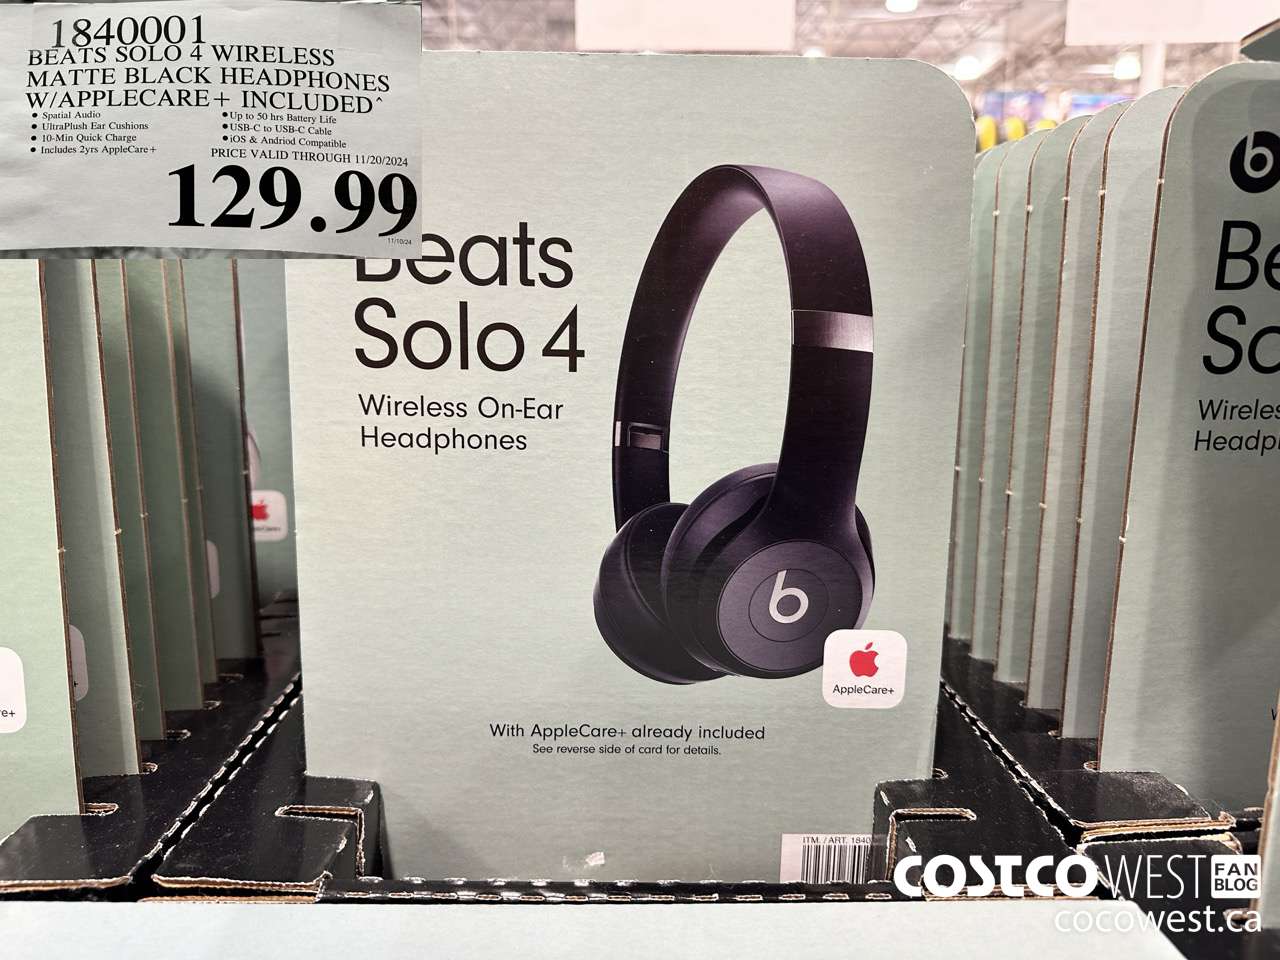 1840001
BEATS SOLO 4 WIRELESS
MATTE BLACK HEADPHONES
W/APPLECARE+ INCLUDED^
• Spatial Audio
• UltraPlush Ear Cushions
• 10-Min Quick Charge
• Includes 2yrs AppleCare+
• Up to 50 hrs Battery Life
• USB-C to USB-C Cable
• iOS & Andriod Compatible
PRICE VALID THROUGH 11/20/2024
129.99
11/10/24
Beats
Solo 4
Wireless On-Ear
Headphones
b
AppleCare+
With AppleCare+ already included
See reverse side of card for details.
ITM. / ART. 1840
b
Be
So
Wireles
Headp
re+
COSTCO WEST FAN BLOG
cocowest.ca